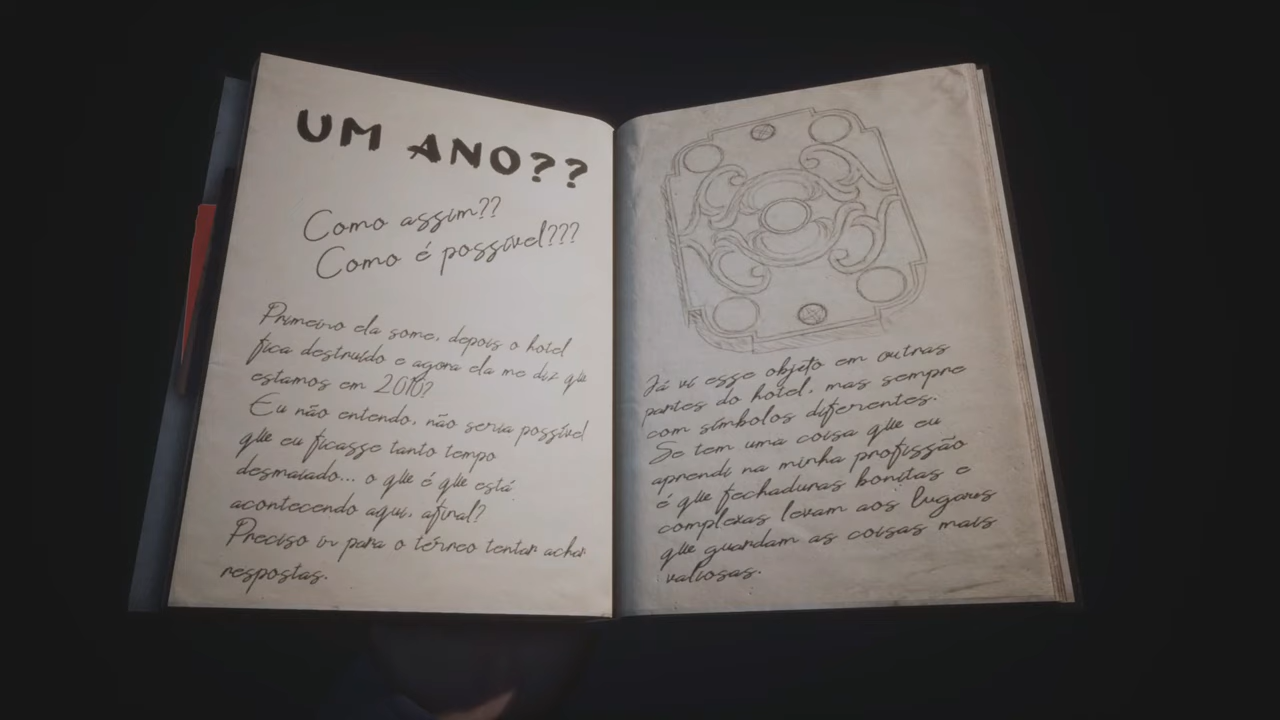 UM ANO??
Como assim??
Como é possível???
Primeiro ela some, depois o hotel
fica destruído e agora ela me diz que
estamos em 2010?
Eu não entendo, não seria possível
que eu ficasse tanto tempo
desmaiado... o que é que está
acontecendo aqui, afinal?
Preciso ir para o térreo tentar achar
respostas.
Já vi esse objeto em outras
partes do hotel, mas sempre
com símbolos diferentes.
Se tem uma coisa que eu
aprendi na minha profissão
é que fechaduras bonitas e
complexas levam aos lugares
que guardam as coisas mais
valiosas.